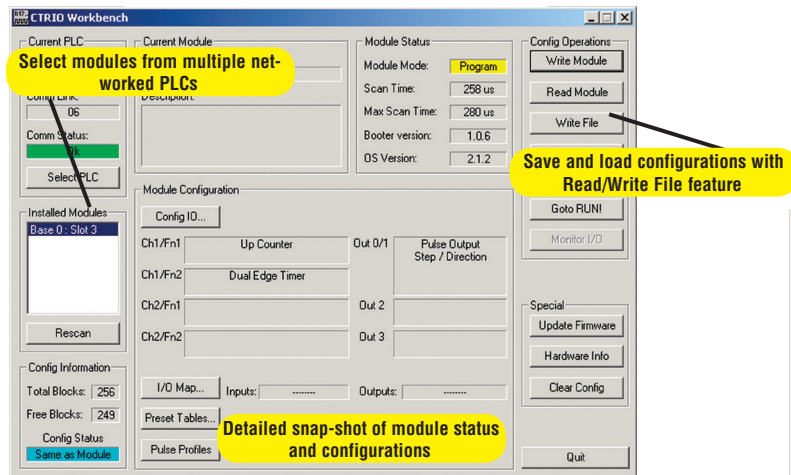 CTRIO Workbench
Current PLC
Current Module
Module Status
Config Operations
Select modules from multiple net-
worked PLCs
Module Mode: Program
Scan Time: 258 us
Max Scan Time: 280 us
Booter version: 1.0.6
OS Version: 2.1.2
Write Module
Read Module
Write File
Comm Link:
06
Description:
Comm Status:
Ok
Select PLC
Save and load configurations with
Read/Write File feature
Goto RUN!
Monitor I/O
Installed Modules
Base 0 : Slot 3
Rescan
Module Configuration
Config IO...
Ch1/Fn1 Up Counter Out 0/1 Pulse Output
Step / Direction
Ch1/Fn2 Dual Edge Timer
Ch2/Fn1 Out 2
Ch2/Fn2 Out 3
Special
Update Firmware
Hardware Info
Clear Config
Config Information
Total Blocks: 256
Free Blocks: 249
Config Status
Same as Module
I/O Map... Inputs: -------- Outputs: --------
Preset Tables...
Pulse Profiles
Detailed snap-shot of module status
and configurations
Quit